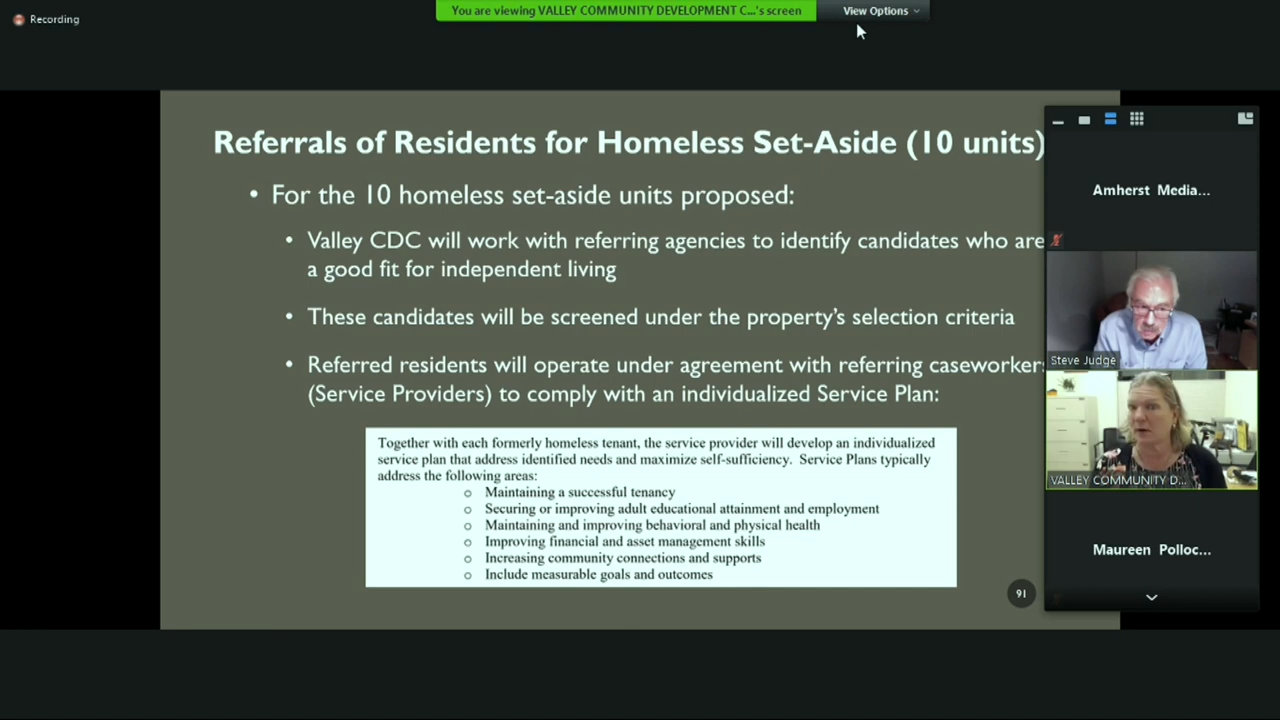 Recording
You are viewing VALLEY COMMUNITY DEVELOPMENT C...'s screen
View Options
Referrals of Residents for Homeless Set-Aside (10 units)
• For the 10 homeless set-aside units proposed:
• Valley CDC will work with referring agencies to identify candidates who are
a good fit for independent living
• These candidates will be screened under the property's selection criteria
• Referred residents will operate under agreement with referring caseworkers
(Service Providers) to comply with an individualized Service Plan:
Together with each formerly homeless tenant, the service provider will develop an individualized
service plan that address identified needs and maximize self-sufficiency. Service Plans typically
address the following areas:
o Maintaining a successful tenancy
o Securing or improving adult educational attainment and employment
o Maintaining and improving behavioral and physical health
o Improving financial and asset management skills
o Increasing community connections and supports
o Include measurable goals and outcomes
91
Amherst Media...
Steve Judge
VALLEY COMMUNITY D...
Maureen Polloc...